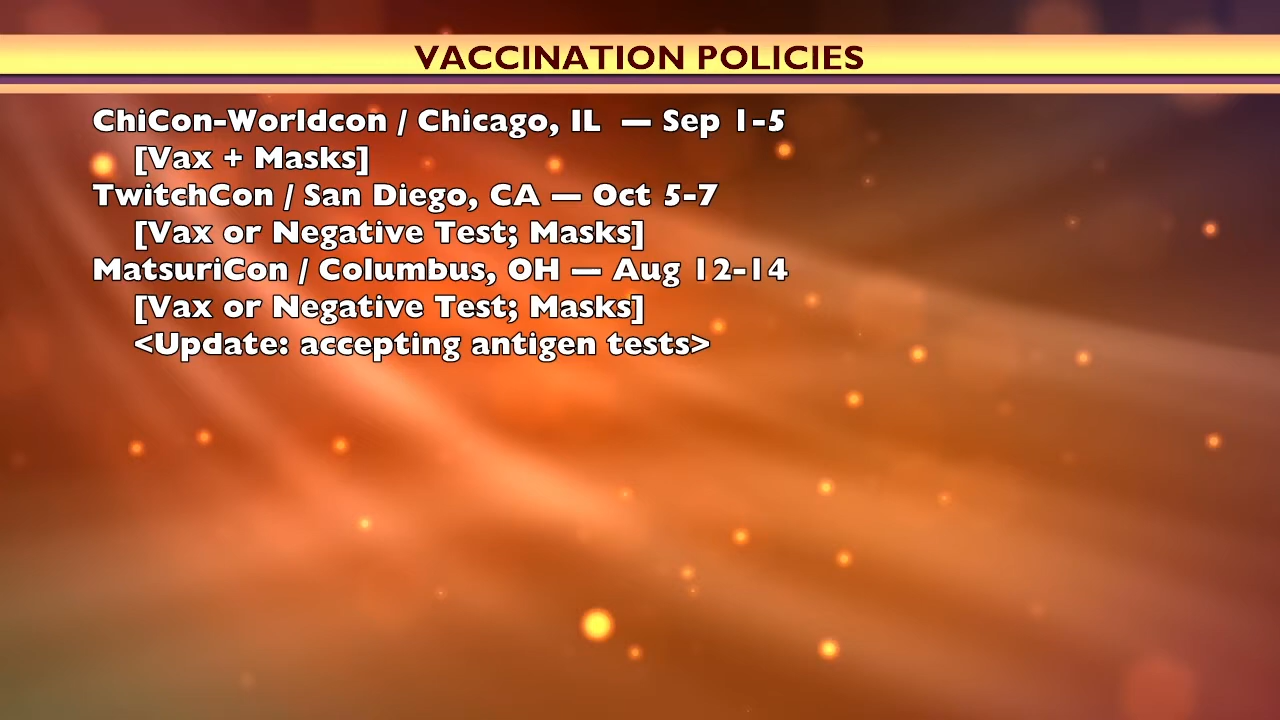 VACCINATION POLICIES
ChiCon-Worldcon / Chicago, IL — Sep 1-5
[Vax + Masks]
TwitchCon / San Diego, CA — Oct 5-7
[Vax or Negative Test; Masks]
MatsuriCon / Columbus, OH — Aug 12-14
[Vax or Negative Test; Masks]
<Update: accepting antigen tests>